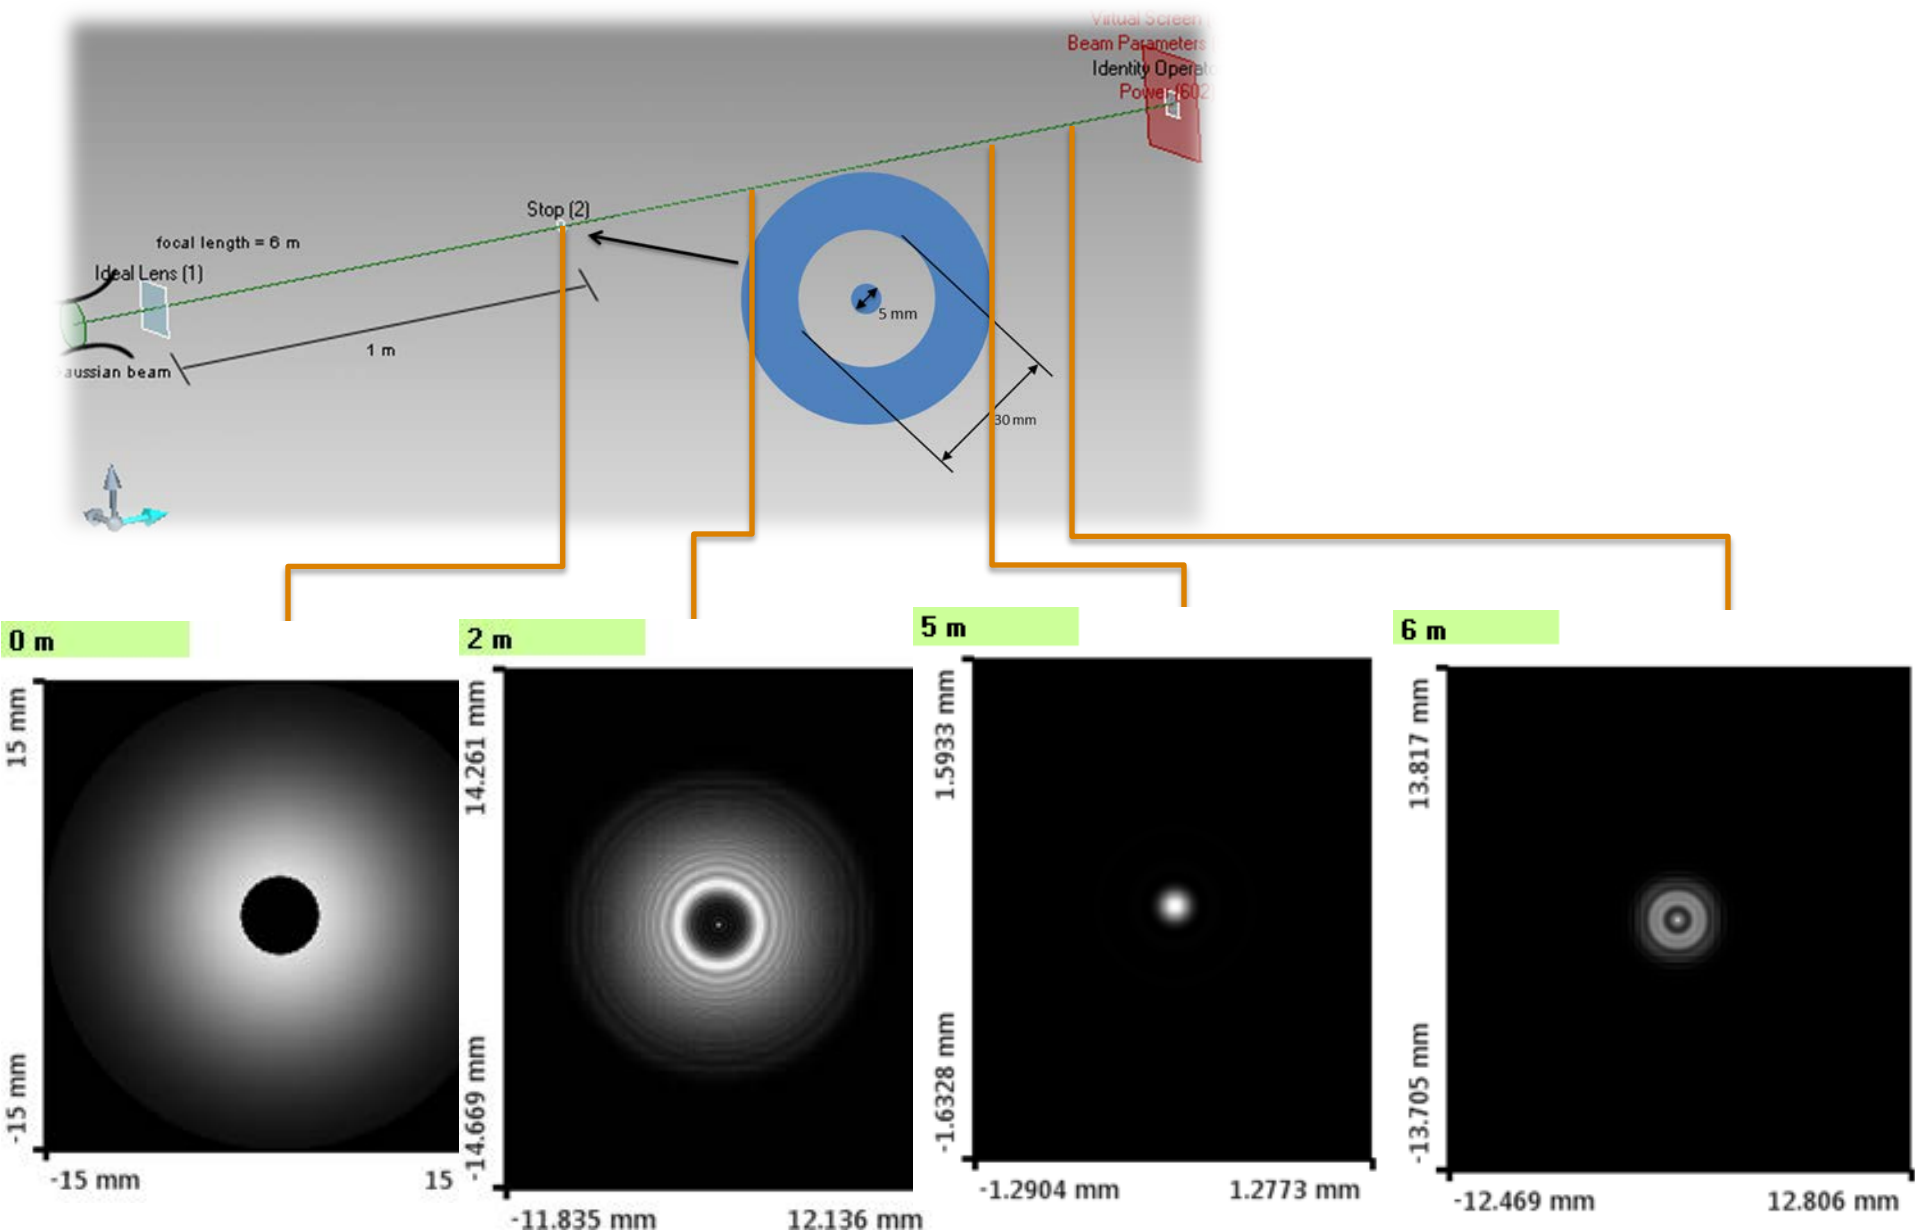 Virtual Screen
Beam Parameters
Identity Operat
Power (602
Stop (2)
focal length = 6 m
Ideal Lens (1)
5 mm
1 m
aussian beam
30 mm
0 m
2 m
5 m
6 m
15 mm
-15 mm
-15 mm
15
14.261 mm
-14.669 mm
-11.835 mm
12.136 mm
1.5933 mm
-1.6328 mm
-1.2904 mm
1.2773 mm
13.817 mm
-13.705 mm
-12.469 mm
12.806 mm